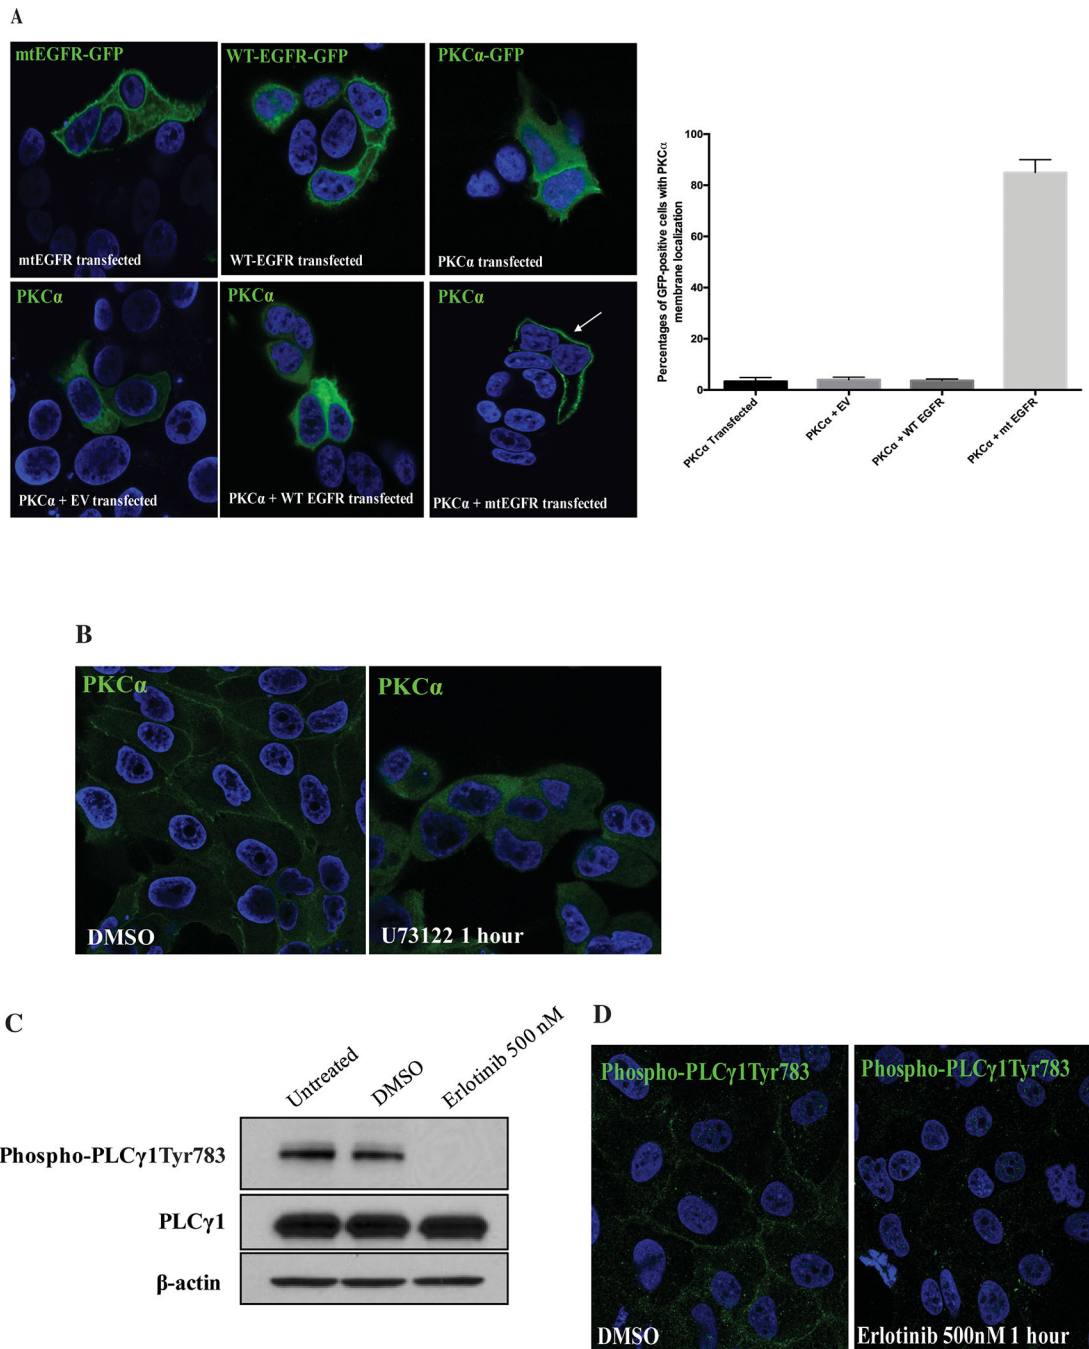 A
mtEGFR-GFP
WT-EGFR-GFP
PKCα-GFP
mtEGFR transfected
WT-EGFR transfected
PKCα transfected
PKCα
PKCα
PKCα
PKCα + EV transfected
PKCα + WT EGFR transfected
PKCα + mtEGFR transfected
Percentages of GFP-positive cells with PKCα
membrane localization
100
80
60
40
20
0
PKCα Transfected
PKCα + EV
PKCα + WT EGFR
PKCα + mt EGFR
B
PKCα
PKCα
DMSO
U73122 1 hour
C
Untreated
DMSO
Erlotinib 500 nM
Phospho-PLCγ1Tyr783
PLCγ1
β-actin
D
Phospho-PLCγ1Tyr783
Phospho-PLCγ1Tyr783
DMSO
Erlotinib 500nM 1 hour